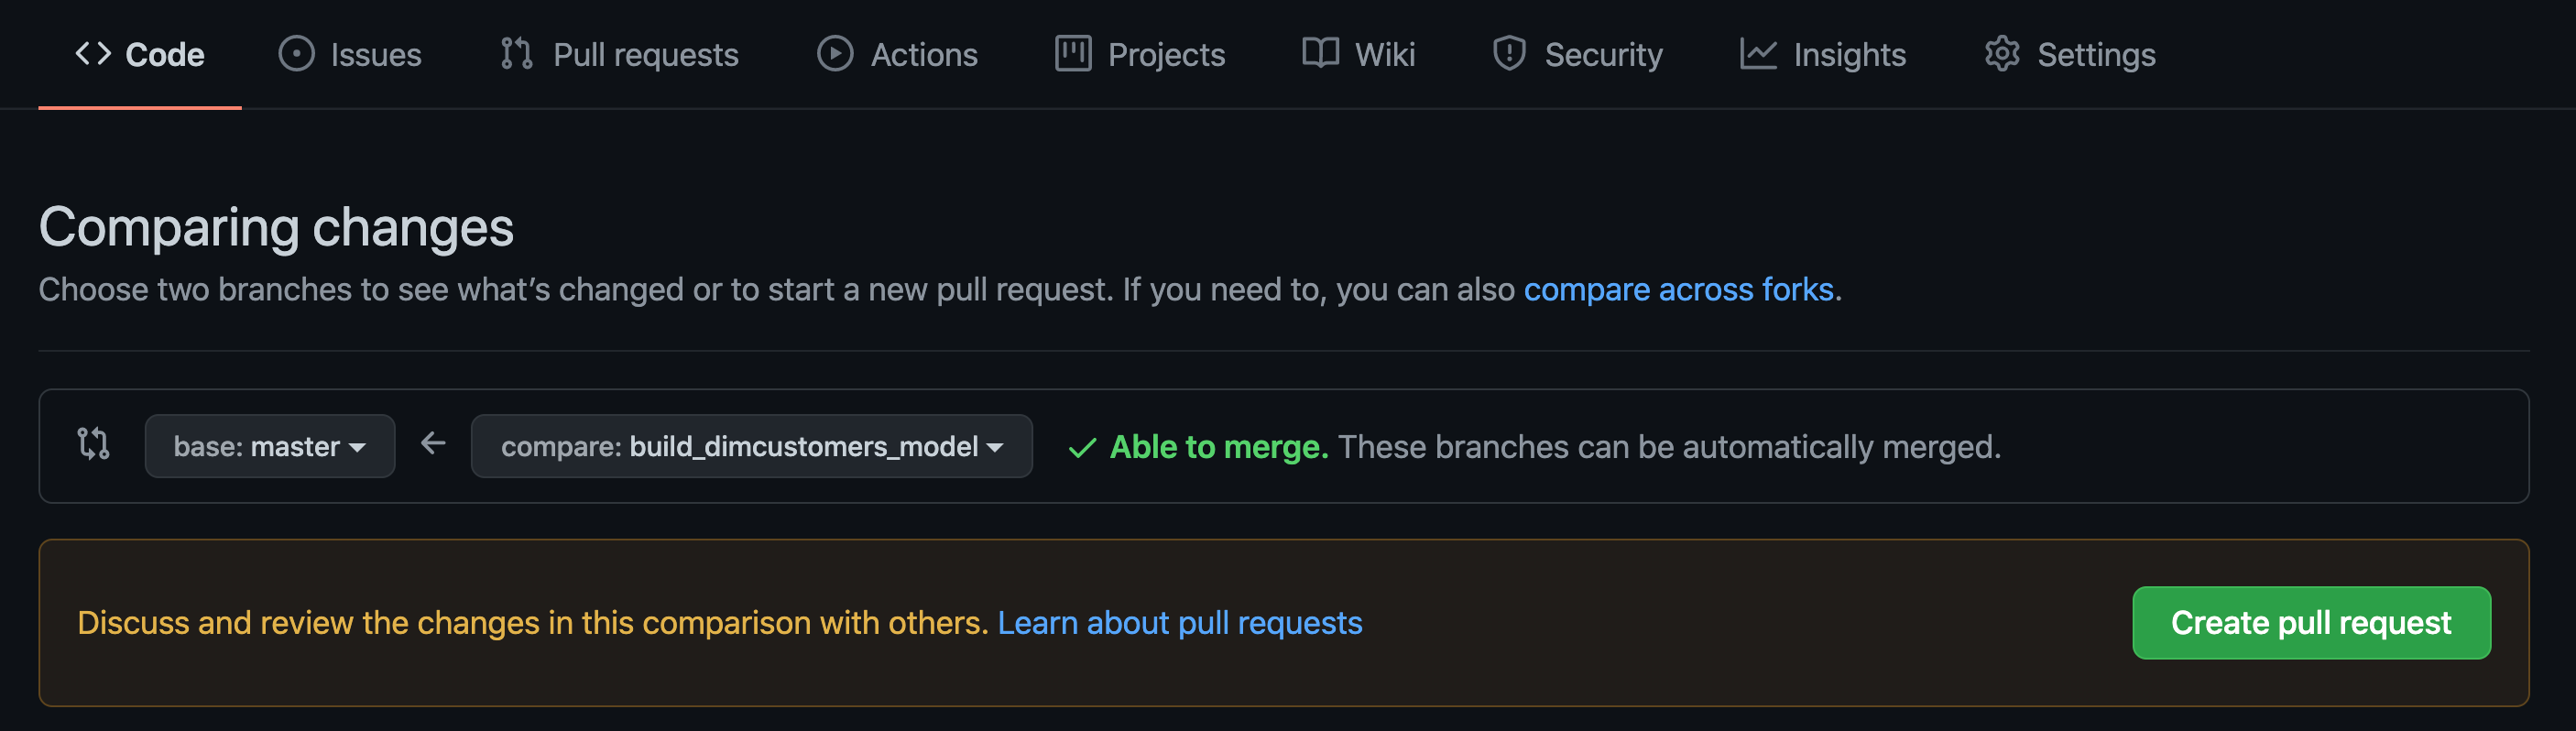 Code Issues Pull requests Actions Projects Wiki Security Insights Settings
Comparing changes
Choose two branches to see what’s changed or to start a new pull request. If you need to, you can also compare across forks.
base: master compare: build_dimcustomers_model Able to merge. These branches can be automatically merged.
Discuss and review the changes in this comparison with others. Learn about pull requests Create pull request